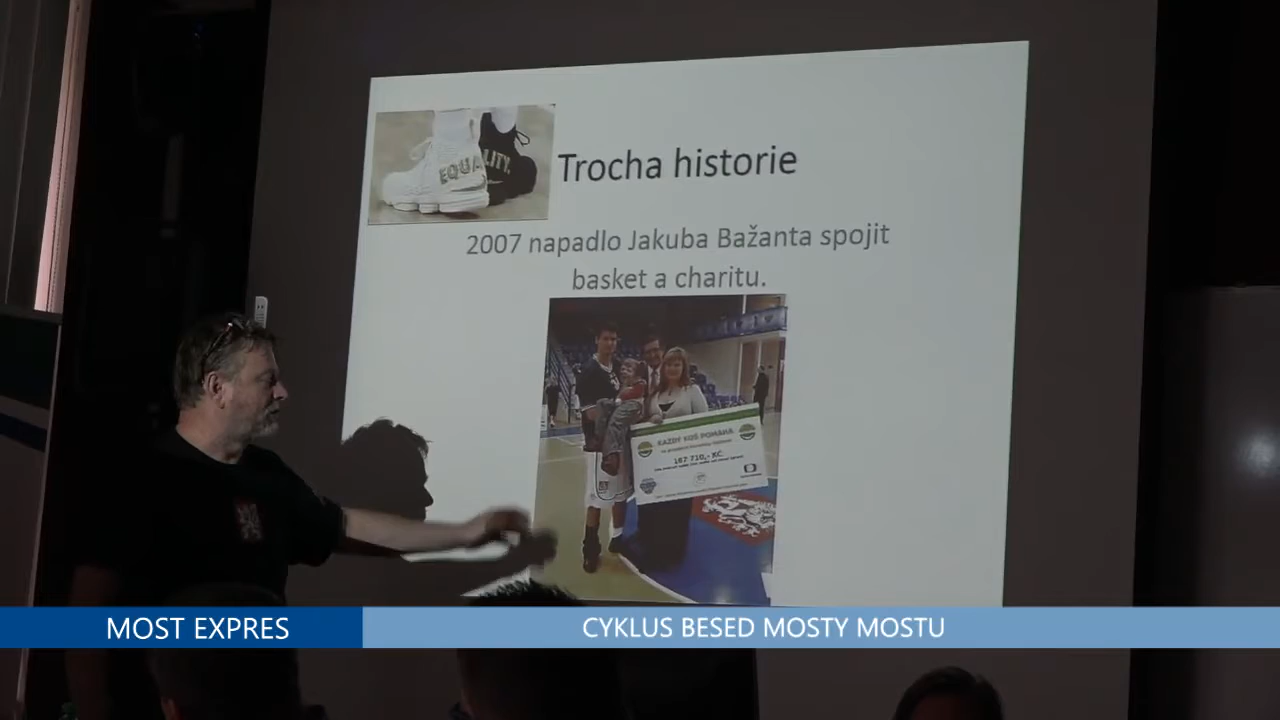 EQUALITY.
Trocha historie
2007 napadlo Jakuba Bažanta spojit
basket a charitu.
KAŽDÝ KOŠ POMÁHÁ
167 710,- KČ
MOST EXPRES
CYKLUS BESED MOSTY MOSTU